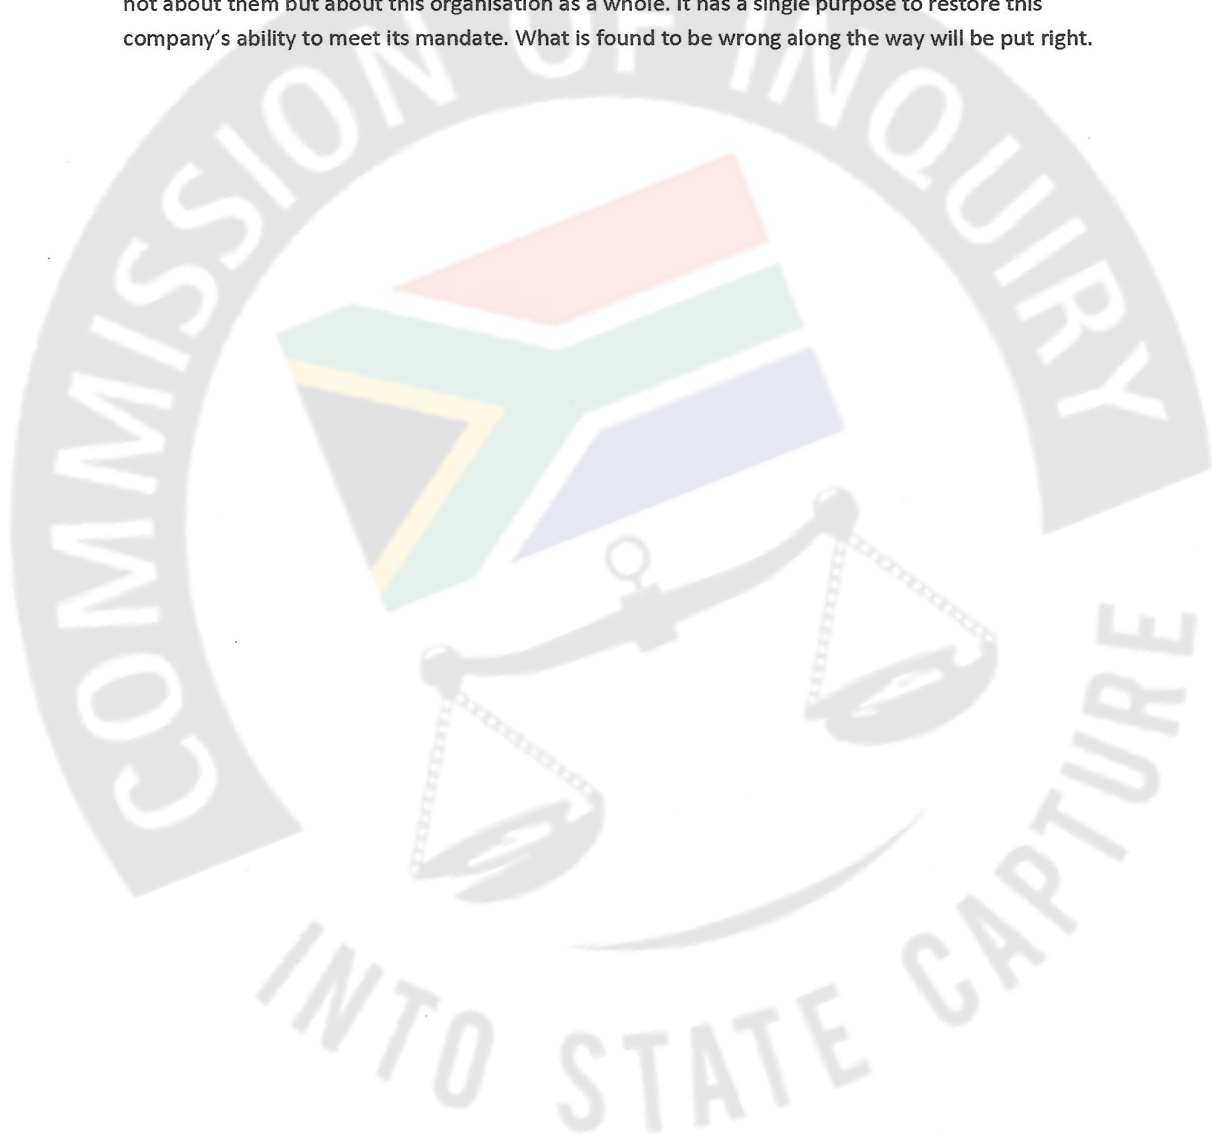 not about them but about this organisation as a whole. It has a single purpose to restore this
company's ability to meet its mandate. What is found to be wrong along the way will be put right.
COMMISSION OF INQUIRY
INTO STATE CAPTURE